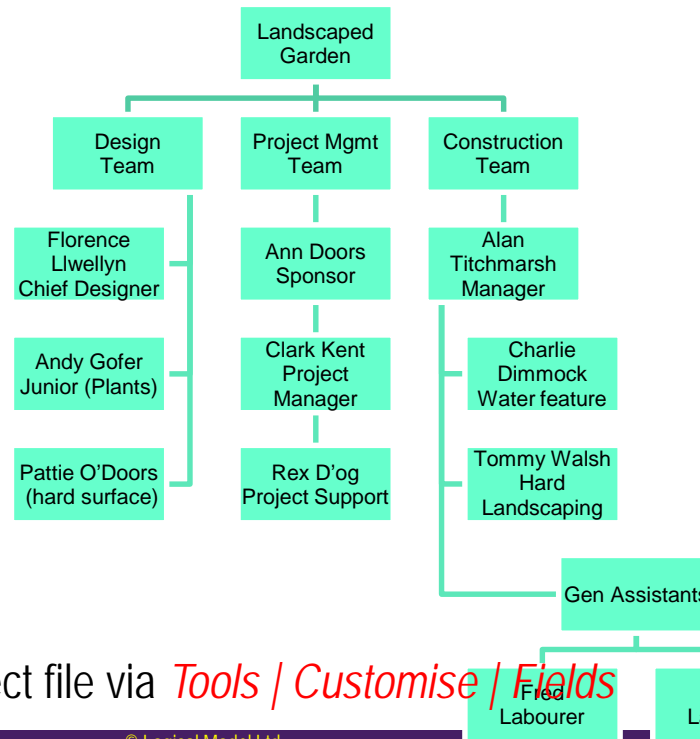 Landscaped
Garden
Design
Team
Project Mgmt
Team
Construction
Team
Florence
Llwellyn
Chief Designer
Ann Doors
Sponsor
Alan
Titchmarsh
Manager
Andy Gofer
Junior (Plants)
Clark Kent
Project
Manager
Charlie
Dimmock
Water feature
Pattie O'Doors
(hard surface)
Rex D'og
Project Support
Tommy Walsh
Hard
Landscaping
Gen Assistants
ect file via Tools | Customise | Fields
Fred
Labourer
L